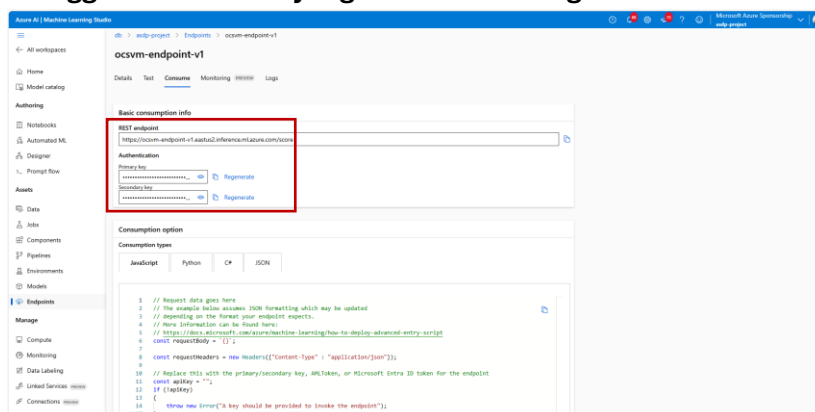 Azure AI | Machine Learning Studio
Microsoft Azure Sponsorship
asdp-project
All workspaces
Home
Model catalog
Authoring
Notebooks
Automated ML
Designer
Prompt flow
Assets
Data
Jobs
Components
Pipelines
Environments
Models
Endpoints
Manage
Compute
Monitoring
Data Labeling
Linked Services PREVIEW
Connections PREVIEW
> asdp-project > Endpoints > ocsvm-endpoint-v1
ocsvm-endpoint-v1
Details Test Consume Monitoring PREVIEW Logs
Basic consumption info
REST endpoint
https://ocsvm-endpoint-v1.eastus2.inference.ml.azure.com/score
Authentication
Primary key
Regenerate
Secondary key
Regenerate
Consumption option
Consumption types
JavaScript Python C# JSON
1 // Request data goes here
2 // The example below assumes JSON formatting which may be updated
3 // depending on the format your endpoint expects.
4 // More information can be found here:
5 // https://docs.microsoft.com/azure/machine-learning/how-to-deploy-advanced-entry-script
6 const requestBody = `{}`;
7
8 const requestHeaders = new Headers({"Content-Type" : "application/json"});
9
10 // Replace this with the primary/secondary key, AMLToken, or Microsoft Entra ID token for the endpoint
11 const apiKey = "";
12 if (!apiKey)
13 {
14 throw new Error("A key should be provided to invoke the endpoint");